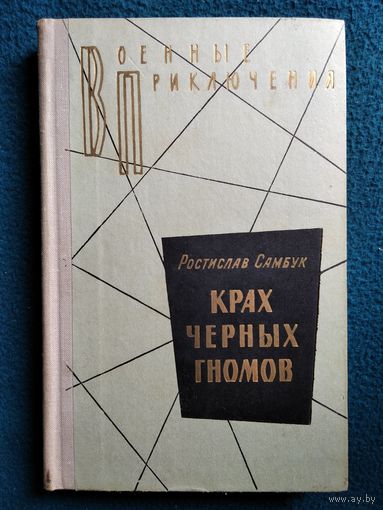 Военные
Приключения
Ростислав Самбук
КРАХ
ЧЕРНЫХ
ГНОМОВ
www.ay.by